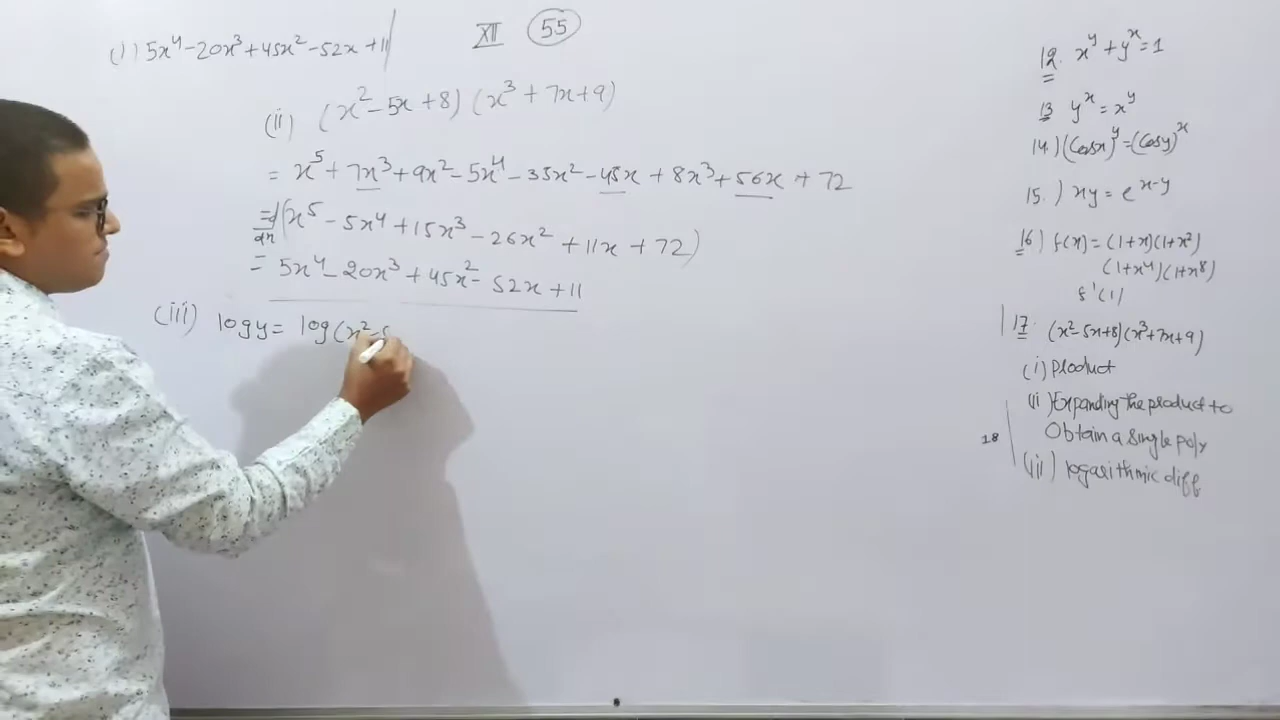 (i) 5x⁴-20x³+45x²-52x+11
XII 55
(ii) (x²-5x+8) (x³+7x+9)
= x⁵+7x³+9x²-5x⁴-35x²-45x+8x³+56x+72
=d/dx(x⁵-5x⁴+15x³-26x²+11x+72)
= 5x⁴-20x³+45x²-52x+11
(iii) logy= log(x²-5
12. x^y+y^x=1
13 y^x=x^y
14.) (Cosx)^y=(Cosy)^x
15.) xy=e^x-y
16) f(x)=(1+x)(1+x²)
(1+x⁴)(1+x⁸)
f'(1)
17. (x²-5x+8)(x³+7x+9)
(i) Product
(ii) Expanding the product to
Obtain a single poly
18
(iii) logarithmic diff